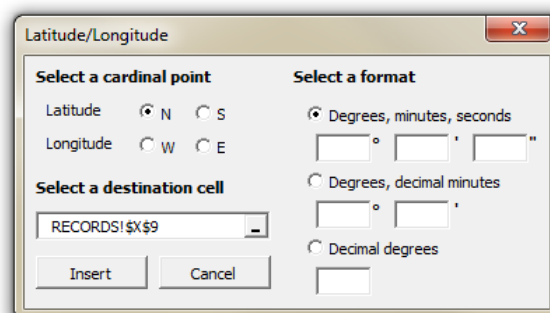 Latitude/Longitude
Select a cardinal point
Latitude N S
Longitude W E
Select a destination cell
RECORDS!$X$9
Insert Cancel
Select a format
Degrees, minutes, seconds
° ' "
Degrees, decimal minutes
° '
Decimal degrees